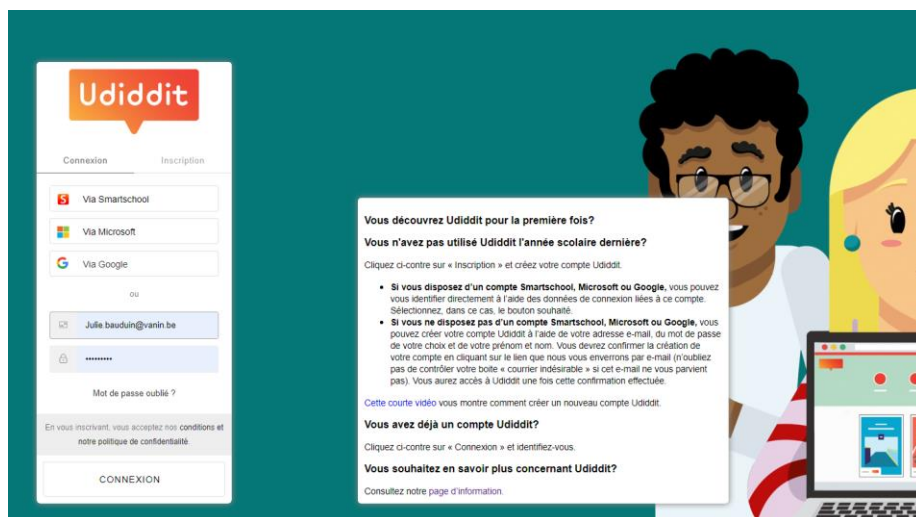 Udiddit
Connexion Inscription
Via Smartschool
Via Microsoft
Via Google
ou
Julie.bauduin@vanin.be
•••••••••
Mot de passe oublié ?
En vous inscrivant, vous acceptez nos conditions et
notre politique de confidentialité.
CONNEXION
Vous découvrez Udiddit pour la première fois?
Vous n'avez pas utilisé Udiddit l'année scolaire dernière?
Cliquez ci-contre sur « Inscription » et créez votre compte Udiddit.
• Si vous disposez d'un compte Smartschool, Microsoft ou Google, vous pouvez
vous identifier directement à l'aide des données de connexion liées à ce compte.
Sélectionnez, dans ce cas, le bouton souhaité.
• Si vous ne disposez pas d'un compte Smartschool, Microsoft ou Google, vous
pouvez créer votre compte Udiddit à l'aide de votre adresse e-mail, du mot de passe
de votre choix et de votre prénom et nom. Vous devrez confirmer la création de
votre compte en cliquant sur le lien que nous vous enverrons par e-mail (n'oubliez
pas de contrôler votre boite « courrier indésirable » si cet e-mail ne vous parvient
pas). Vous aurez accès à Udiddit une fois cette confirmation effectuée.
Cette courte vidéo vous montre comment créer un nouveau compte Udiddit.
Vous avez déjà un compte Udiddit?
Cliquez ci-contre sur « Connexion » et identifiez-vous.
Vous souhaitez en savoir plus concernant Udiddit?
Consultez notre page d'information.